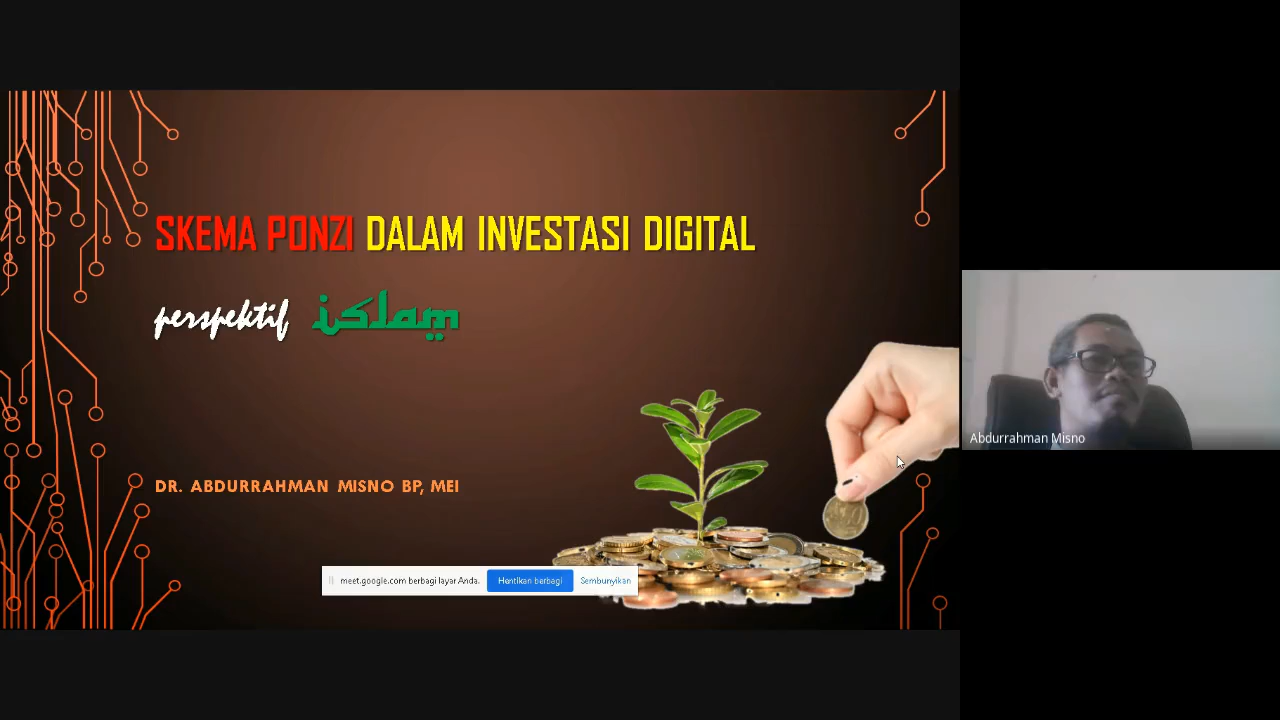 SKEMA PONZI DALAM INVESTASI DIGITAL
perspektif islam
DR. ABDURRAHMAN MISNO BP, MEI
meet.google.com berbagi layar Anda. Hentikan berbagi Sembunyikan
Abdurrahman Misno